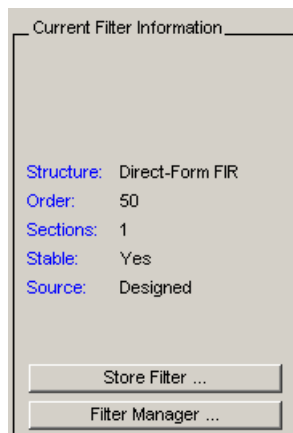 Current Filter Information
Structure: Direct-Form FIR
Order: 50
Sections: 1
Stable: Yes
Source: Designed
Store Filter ...
Filter Manager ...